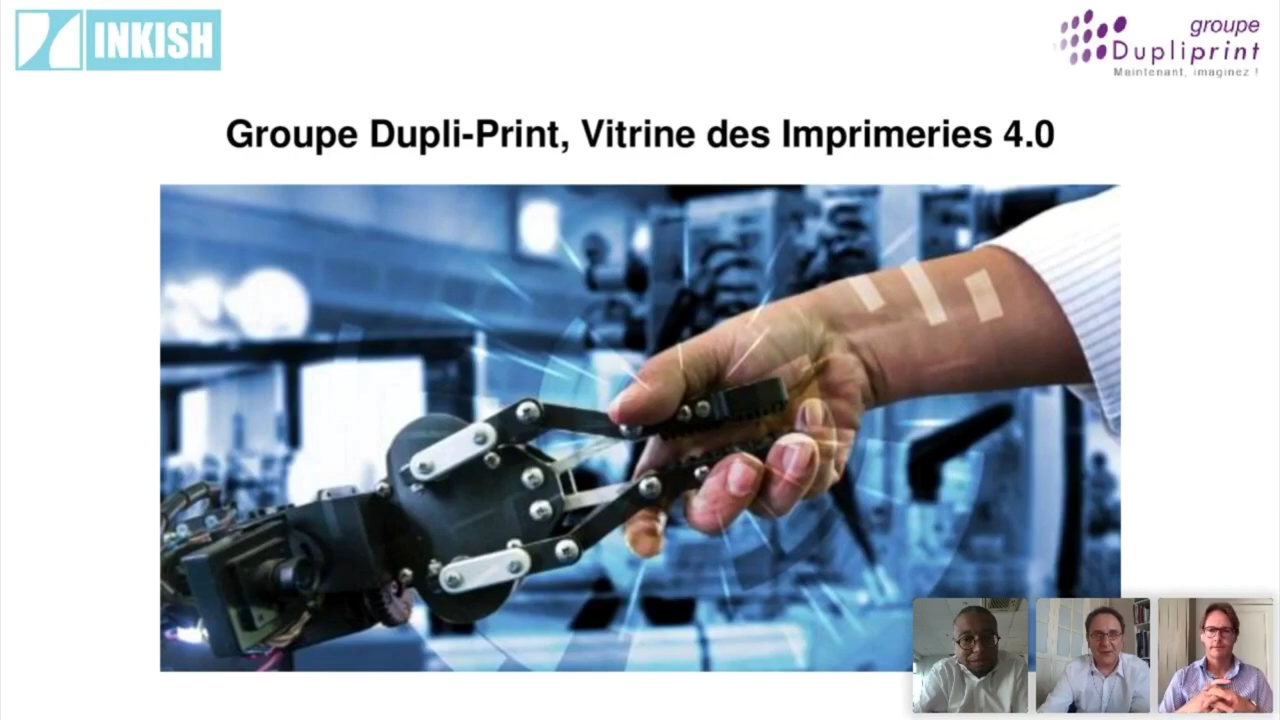 INKISH
groupe
Dupliprint
Maintenant, imaginez !
Groupe Dupli-Print, Vitrine des Imprimeries 4.0